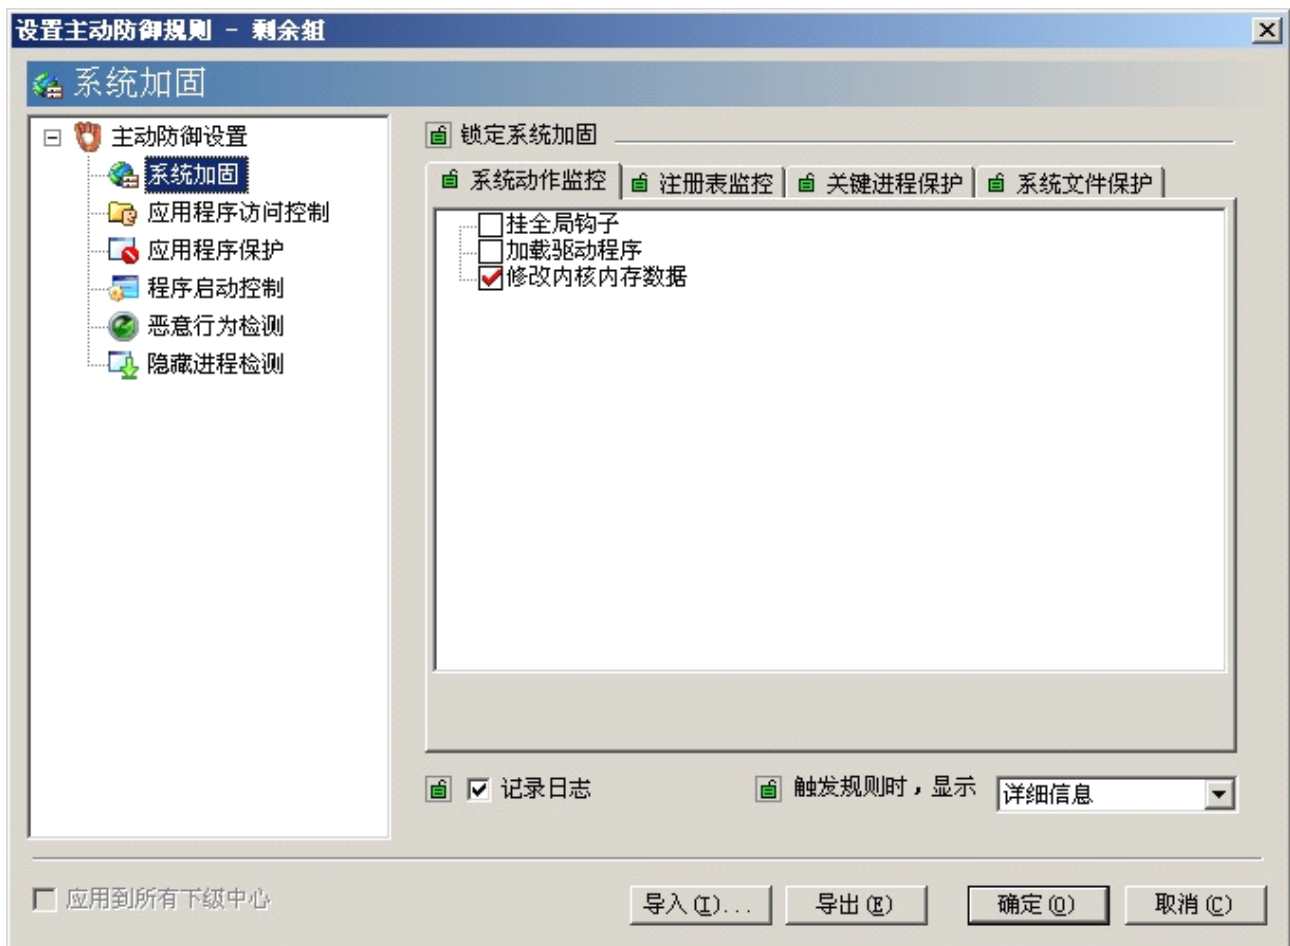 设置主动防御规则 - 剩余组
系统加固
主动防御设置
系统加固
应用程序访问控制
应用程序保护
程序启动控制
恶意行为检测
隐藏进程检测
锁定系统加固
系统动作监控 注册表监控 关键进程保护 系统文件保护
挂全局钩子
加载驱动程序
修改内核内存数据
记录日志 触发规则时,显示 详细信息
应用到所有下级中心 导入(I)... 导出(E) 确定(O) 取消(C)